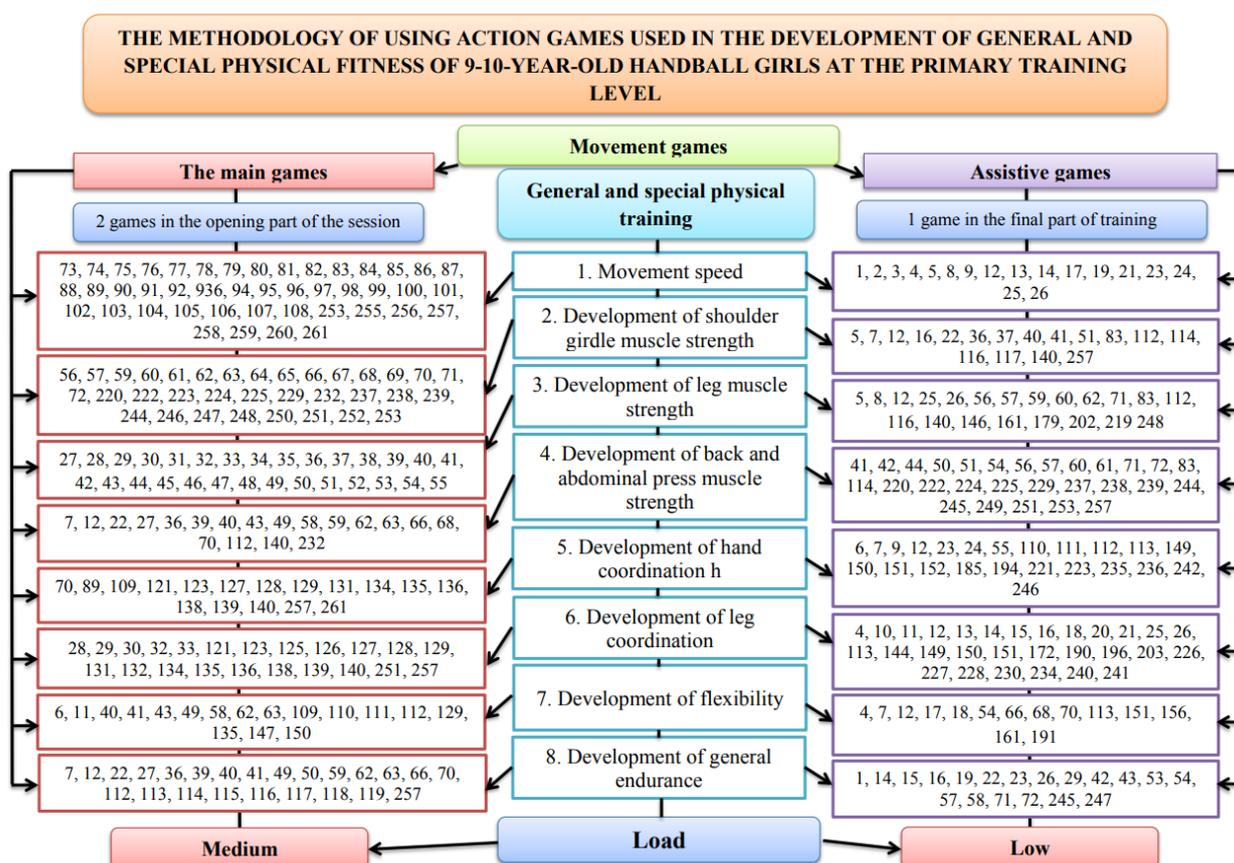 THE METHODOLOGY OF USING ACTION GAMES USED IN THE DEVELOPMENT OF GENERAL AND
SPECIAL PHYSICAL FITNESS OF 9-10-YEAR-OLD HANDBALL GIRLS AT THE PRIMARY TRAINING
LEVEL
Movement games
The main games
General and special physical
training
Assistive games
2 games in the opening part of the session
1 game in the final part of training
73, 74, 75, 76, 77, 78, 79, 80, 81, 82, 83, 84, 85, 86, 87,
88, 89, 90, 91, 92, 936, 94, 95, 96, 97, 98, 99, 100, 101,
102, 103, 104, 105, 106, 107, 108, 253, 255, 256, 257,
258, 259, 260, 261
1. Movement speed
1, 2, 3, 4, 5, 8, 9, 12, 13, 14, 17, 19, 21, 23, 24,
25, 26
56, 57, 59, 60, 61, 62, 63, 64, 65, 66, 67, 68, 69, 70, 71,
72, 220, 222, 223, 224, 225, 229, 232, 237, 238, 239,
244, 246, 247, 248, 250, 251, 252, 253
2. Development of shoulder
girdle muscle strength
5, 7, 12, 16, 22, 36, 37, 40, 41, 51, 83, 112, 114,
116, 117, 140, 257
27, 28, 29, 30, 31, 32, 33, 34, 35, 36, 37, 38, 39, 40, 41,
42, 43, 44, 45, 46, 47, 48, 49, 50, 51, 52, 53, 54, 55
3. Development of leg muscle
strength
5, 8, 12, 25, 26, 56, 57, 59, 60, 62, 71, 83, 112,
116, 140, 146, 161, 179, 202, 219 248
7, 12, 22, 27, 36, 39, 40, 43, 49, 58, 59, 62, 63, 66, 68,
70, 112, 140, 232
4. Development of back and
abdominal press muscle
strength
41, 42, 44, 50, 51, 54, 56, 57, 60, 61, 71, 72, 83,
114, 220, 222, 224, 225, 229, 237, 238, 239, 244,
245, 249, 251, 253, 257
70, 89, 109, 121, 123, 127, 128, 129, 131, 134, 135, 136,
138, 139, 140, 257, 261
5. Development of hand
coordination h
6, 7, 9, 12, 23, 24, 55, 110, 111, 112, 113, 149,
150, 151, 152, 185, 194, 221, 223, 235, 236, 242,
246
28, 29, 30, 32, 33, 121, 123, 125, 126, 127, 128, 129,
131, 132, 134, 135, 136, 138, 139, 140, 251, 257
6. Development of leg
coordination
4, 10, 11, 12, 13, 14, 15, 16, 18, 20, 21, 25, 26,
113, 144, 149, 150, 151, 172, 190, 196, 203, 226,
227, 228, 230, 234, 240, 241
6, 11, 40, 41, 43, 49, 58, 62, 63, 109, 110, 111, 112, 129,
135, 147, 150
7. Development of flexibility
4, 7, 12, 17, 18, 54, 66, 68, 70, 113, 151, 156,
161, 191
7, 12, 22, 27, 36, 39, 40, 41, 49, 50, 59, 62, 63, 66, 70,
112, 113, 114, 115, 116, 117, 118, 119, 257
8. Development of general
endurance
1, 14, 15, 16, 19, 22, 23, 26, 29, 42, 43, 53, 54,
57, 58, 71, 72, 245, 247
Medium
Load
Low